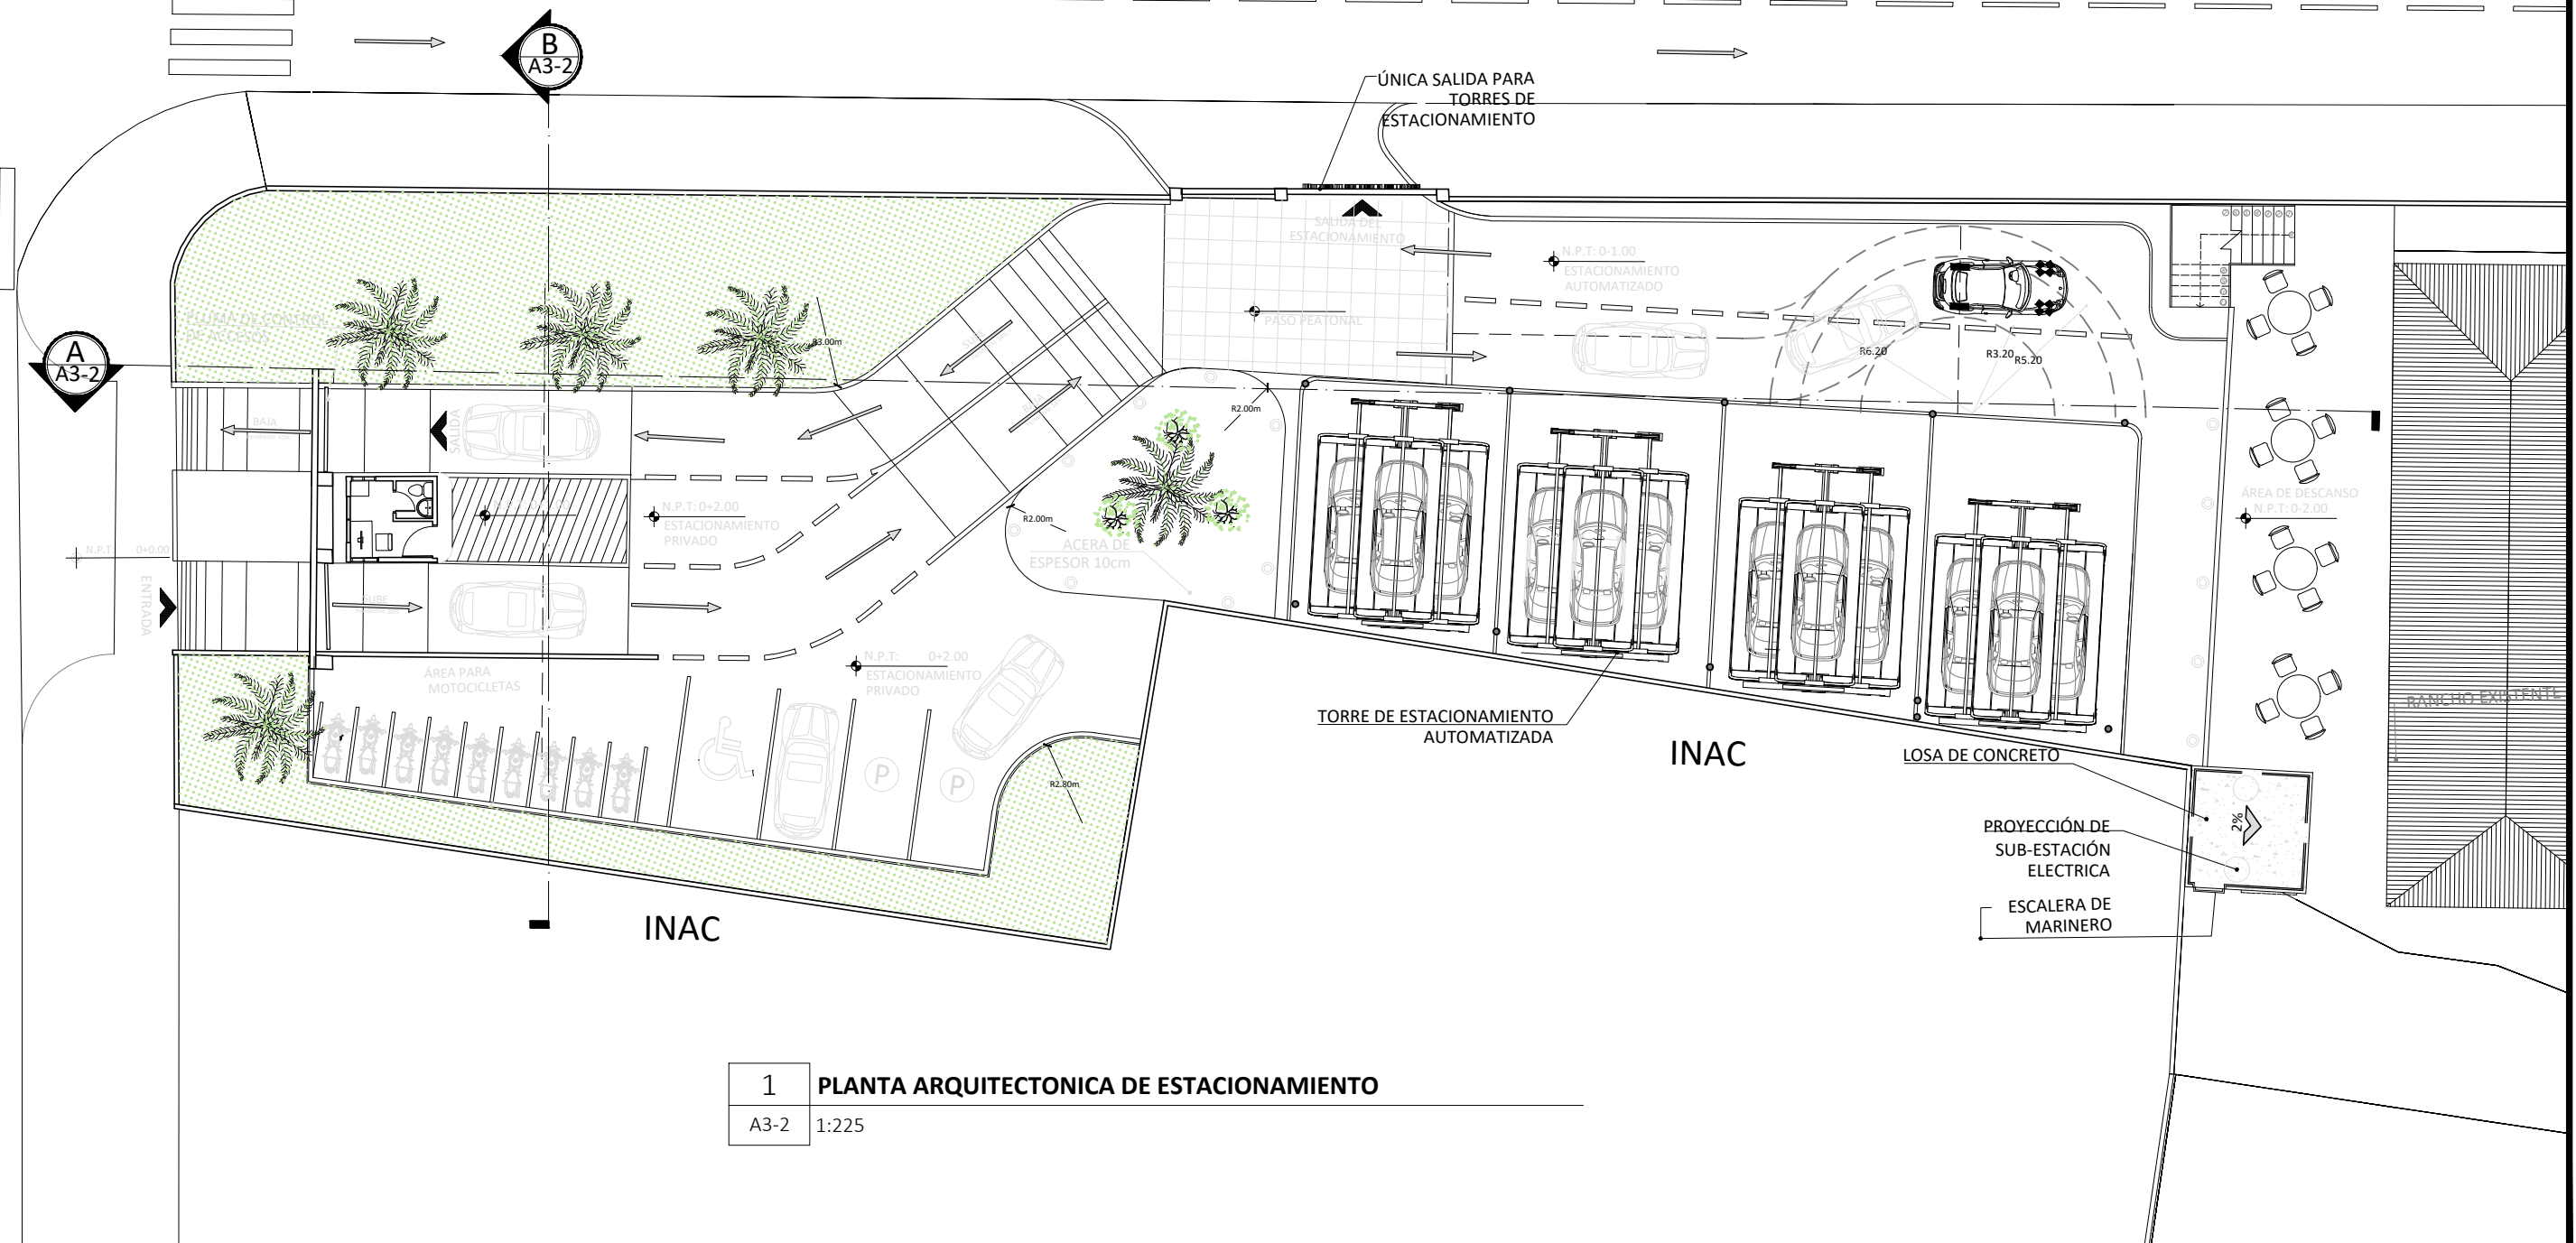 B
A3-2
ÚNICA SALIDA PARA
TORRES DE
ESTACIONAMIENTO
SALIDA DEL
ESTACIONAMIENTO
N.P.T: 0-1.00
ESTACIONAMIENTO
AUTOMATIZADO
PASO PEATONAL
A
A3-2
R3.00m
R6.20
R3.20
R5.20
R2.00m
BAJA
SALIDA
SUBE
BAJA
N.P.T: 0+2.00
ESTACIONAMIENTO
PRIVADO
R2.00m
ACERA DE
ESPESOR 10cm
ÁREA DE DESCANSO
N.P.T: 0-2.00
N.P.T: 0+0.00
ENTRADA
SUBE
N.P.T: 0+2.00
ESTACIONAMIENTO
PRIVADO
ÁREA PARA
MOTOCICLETAS
P
P
R2.80m
RANCHO EXISTENTE
TORRE DE ESTACIONAMIENTO
AUTOMATIZADA
INAC
LOSA DE CONCRETO
2%
PROYECCIÓN DE
SUB-ESTACIÓN
ELECTRICA
ESCALERA DE
MARINERO
INAC
1 PLANTA ARQUITECTONICA DE ESTACIONAMIENTO
A3-2 1:225